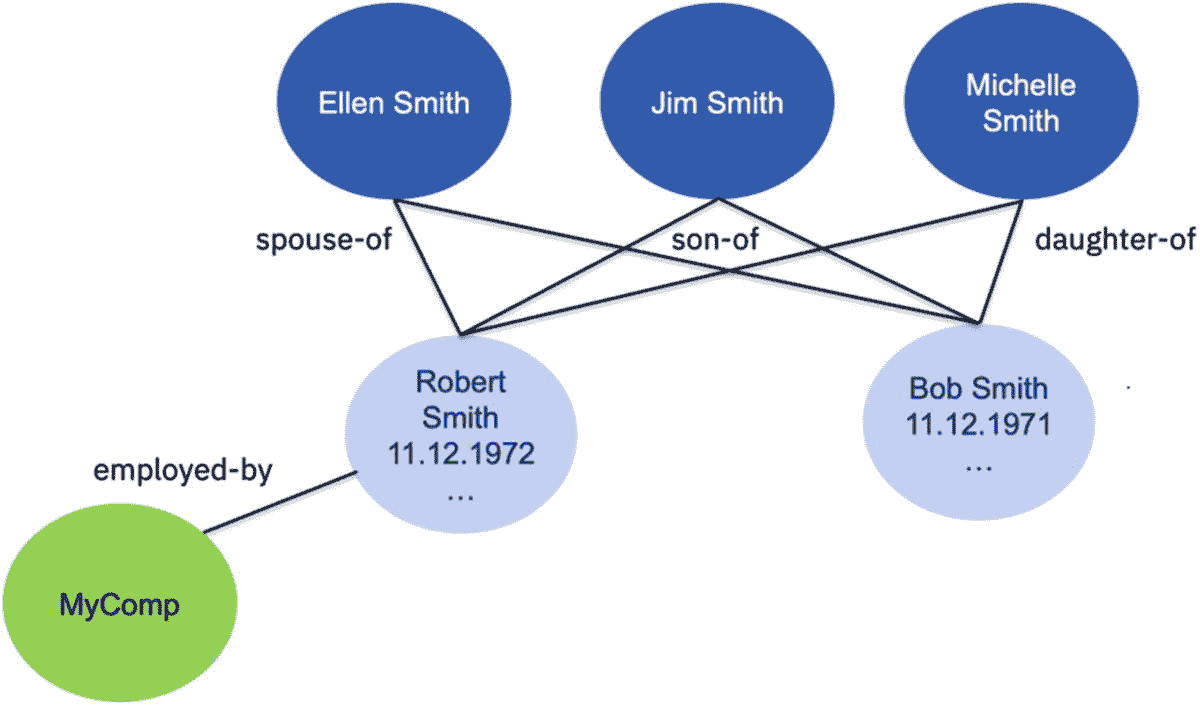 Ellen Smith
Jim Smith
Michelle
Smith
spouse-of
son-of
daughter-of
Robert
Smith
11.12.1972
...
Bob Smith
11.12.1971
...
employed-by
MyComp